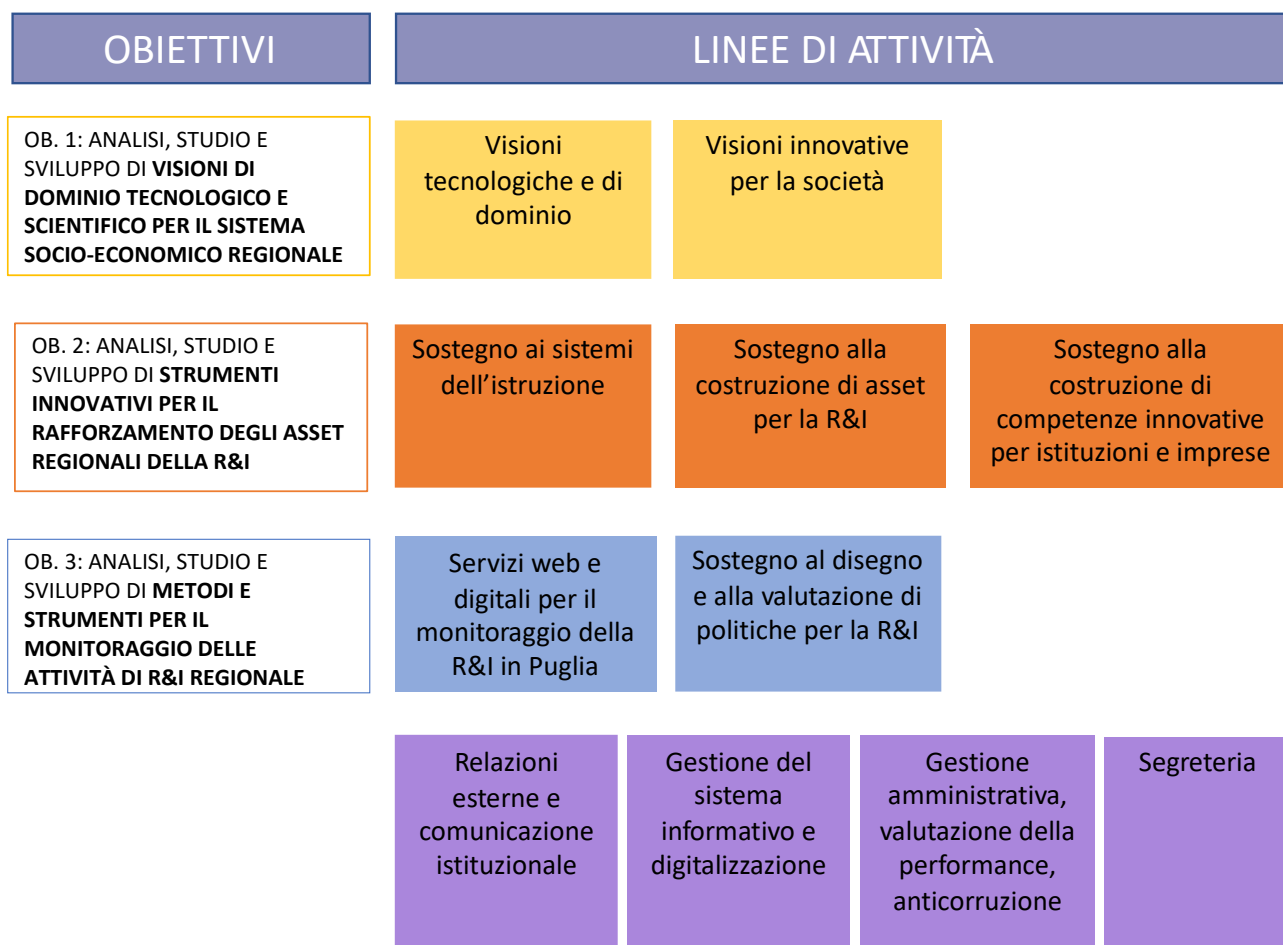 OBIETTIVI
LINEE DI ATTIVITÀ
OB. 1: ANALISI, STUDIO E
SVILUPPO DI VISIONI DI
DOMINIO TECNOLOGICO E
SCIENTIFICO PER IL SISTEMA
SOCIO-ECONOMICO REGIONALE
Visioni
tecnologiche e di
dominio
Visioni innovative
per la società
OB. 2: ANALISI, STUDIO E
SVILUPPO DI STRUMENTI
INNOVATIVI PER IL
RAFFORZAMENTO DEGLI ASSET
REGIONALI DELLA R&I
Sostegno ai sistemi
dell’istruzione
Sostegno alla
costruzione di asset
per la R&I
Sostegno alla
costruzione di
competenze innovative
per istituzioni e imprese
OB. 3: ANALISI, STUDIO E
SVILUPPO DI METODI E
STRUMENTI PER IL
MONITORAGGIO DELLE
ATTIVITÀ DI R&I REGIONALE
Servizi web e
digitali per il
monitoraggio della
R&I in Puglia
Sostegno al disegno
e alla valutazione di
politiche per la R&I
Relazioni
esterne e
comunicazione
istituzionale
Gestione del
sistema
informativo e
digitalizzazione
Gestione
amministrativa,
valutazione della
performance,
anticorruzione
Segreteria